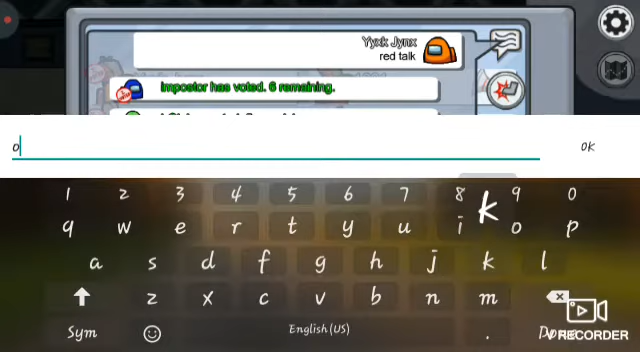 Yyxk Jynx
red talk
Impostor has voted. 6 remaining.
o
OK
1 2 3 4 5 6 7 8 9 0
k
q w e r t y u i o p
a s d f g h j k l
z x c v b n m
Sym English(US) .
V RECORDER